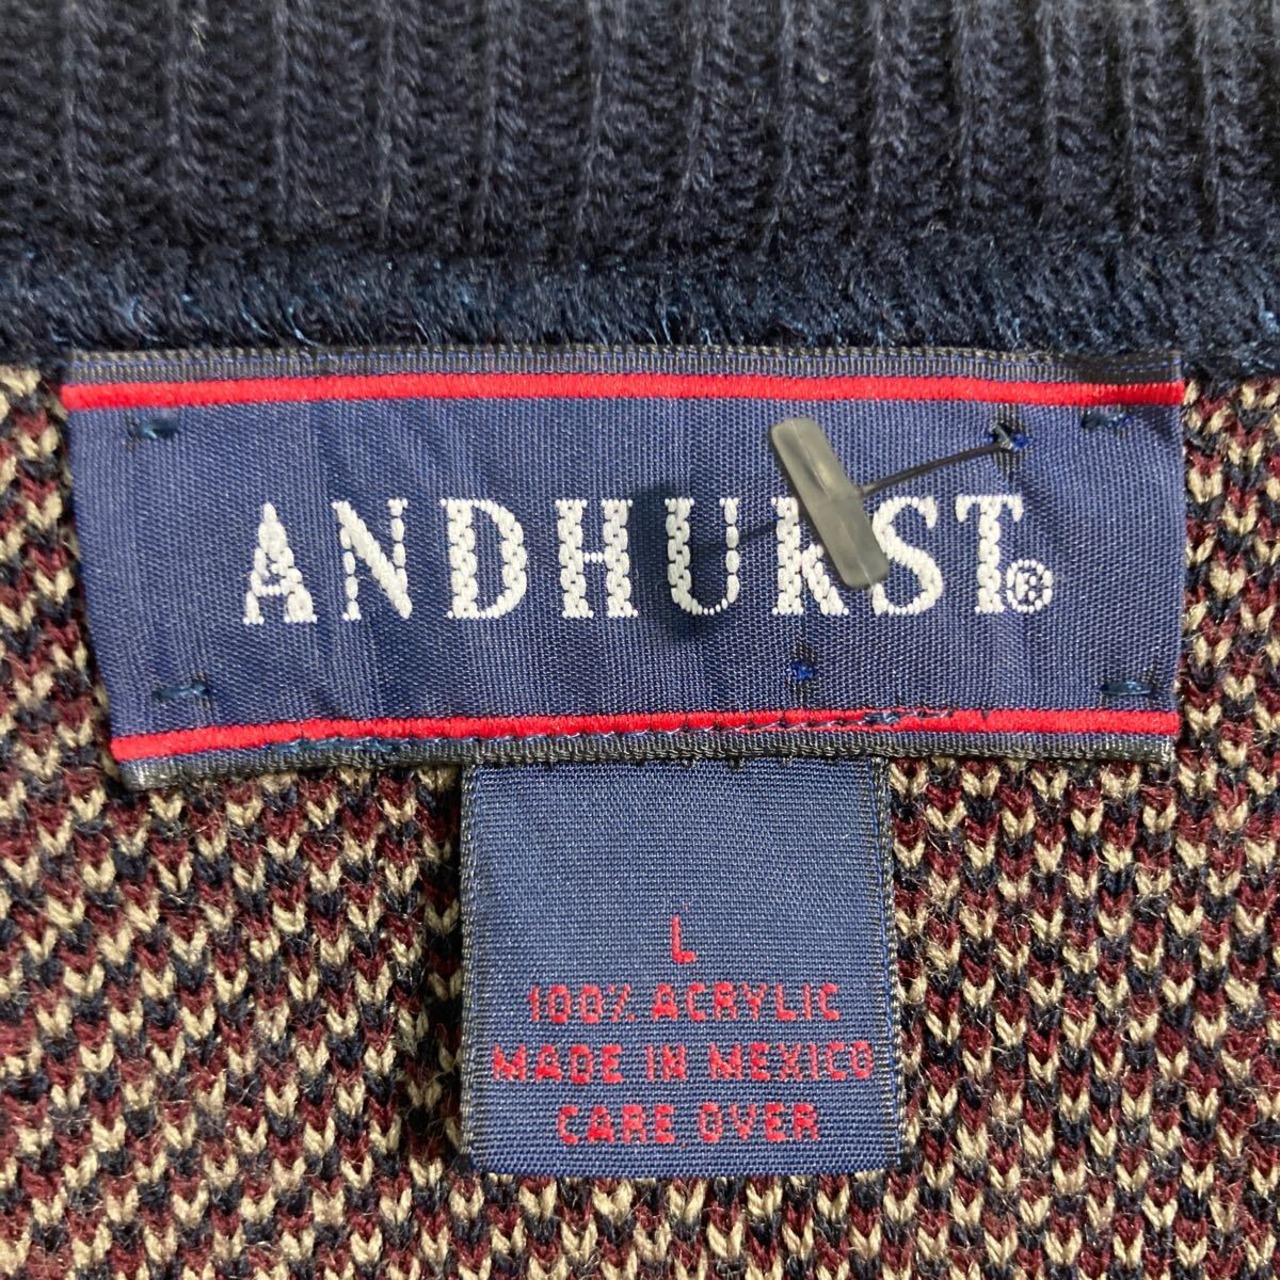 ANDHURST®
L
100% ACRYLIC
MADE IN MEXICO
CARE OVER